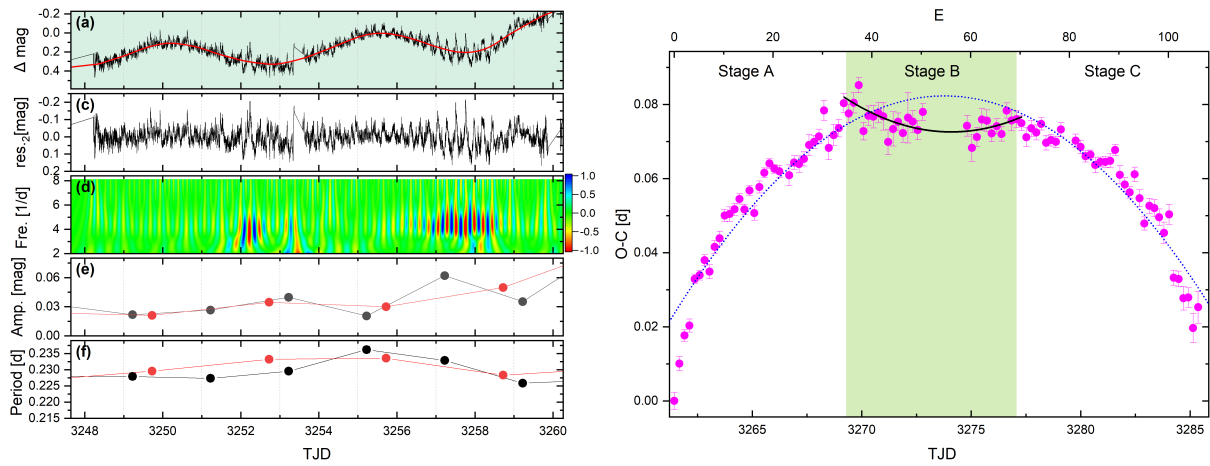 (a)
Δ mag
-0.2
0.0
0.2
0.4
(c)
res.₂[mag]
-0.2
-0.1
0.0
0.1
0.2
(d)
Fre. [1/d]
8
6
4
2
1.0
0.5
0.0
-0.5
-1.0
(e)
Amp. [mag]
0.06
0.03
0.00
(f)
Period [d]
0.235
0.230
0.225
0.220
0.215
3248 3250 3252 3254 3256 3258 3260
TJD
E
0 20 40 60 80 100
Stage A Stage B Stage C
O-C [d]
0.08
0.06
0.04
0.02
0.00
3265 3270 3275 3280 3285
TJD